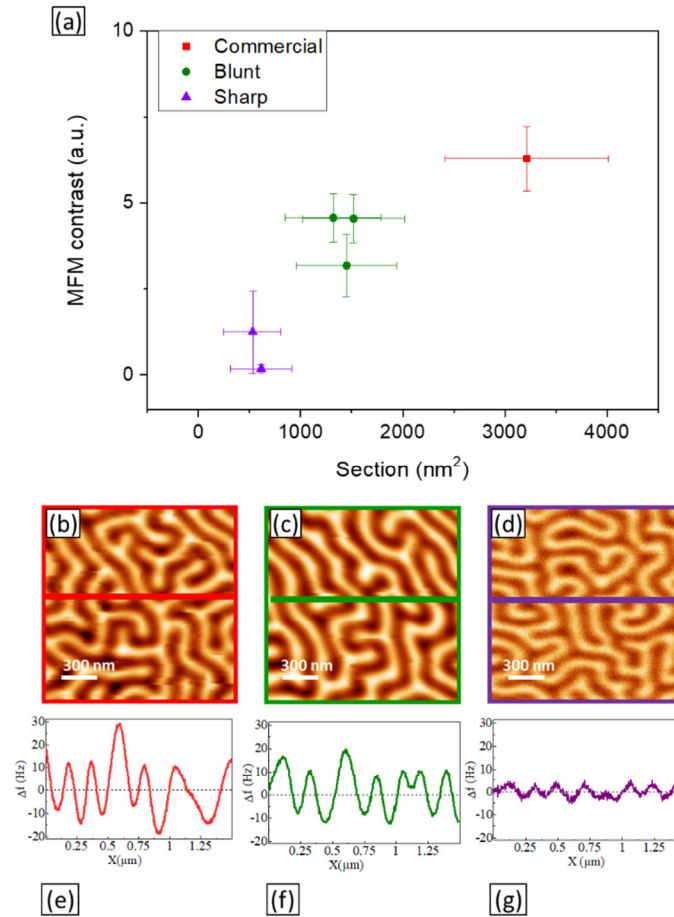 (a)
10
5
0
MFM contrast (a.u.)
Commercial
Blunt
Sharp
0 1000 2000 3000 4000
Section (nm²)
(b) (c) (d)
300 nm 300 nm 300 nm
30
20
10
0
-10
-20
Δf (Hz)
0.25 0.5 0.75 1 1.25
X(μm)
30
20
10
0
-10
-20
Δf (Hz)
0.25 0.5 0.75 1 1.25
X(μm)
30
20
10
0
-10
-20
Δf (Hz)
0.25 0.5 0.75 1 1.25
X (μm)
(e) (f) (g)